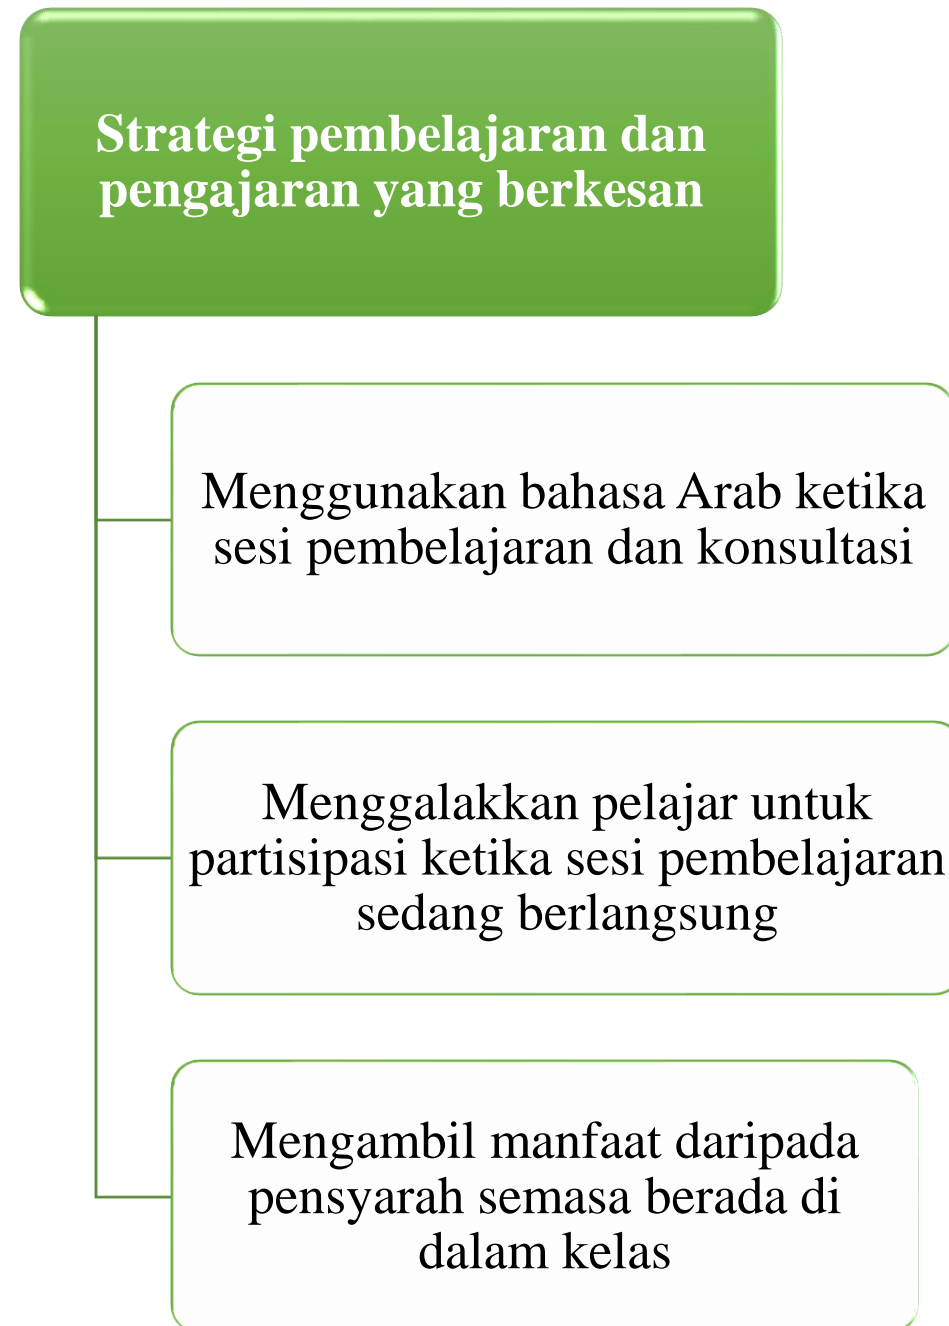 Strategi pembelajaran dan
pengajaran yang berkesan
Menggunakan bahasa Arab ketika
sesi pembelajaran dan konsultasi
Menggalakkan pelajar untuk
partisipasi ketika sesi pembelajaran
sedang berlangsung
Mengambil manfaat daripada
pensyarah semasa berada di
dalam kelas